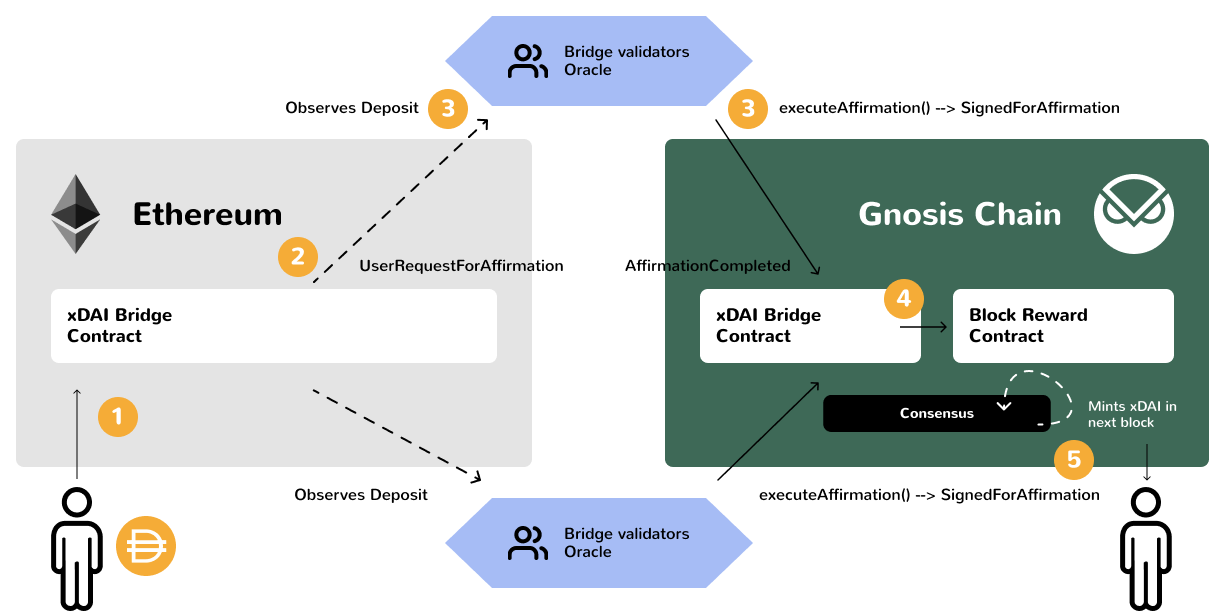 Bridge validators
Oracle
Observes Deposit
3
3
executeAffirmation() --> SignedForAffirmation
Ethereum
Gnosis Chain
2
UserRequestForAffirmation
AffirmationCompleted
xDAI Bridge
Contract
xDAI Bridge
Contract
4
Block Reward
Contract
1
Consensus
Mints xDAI in
next block
5
Observes Deposit
executeAffirmation() --> SignedForAffirmation
Bridge validators
Oracle